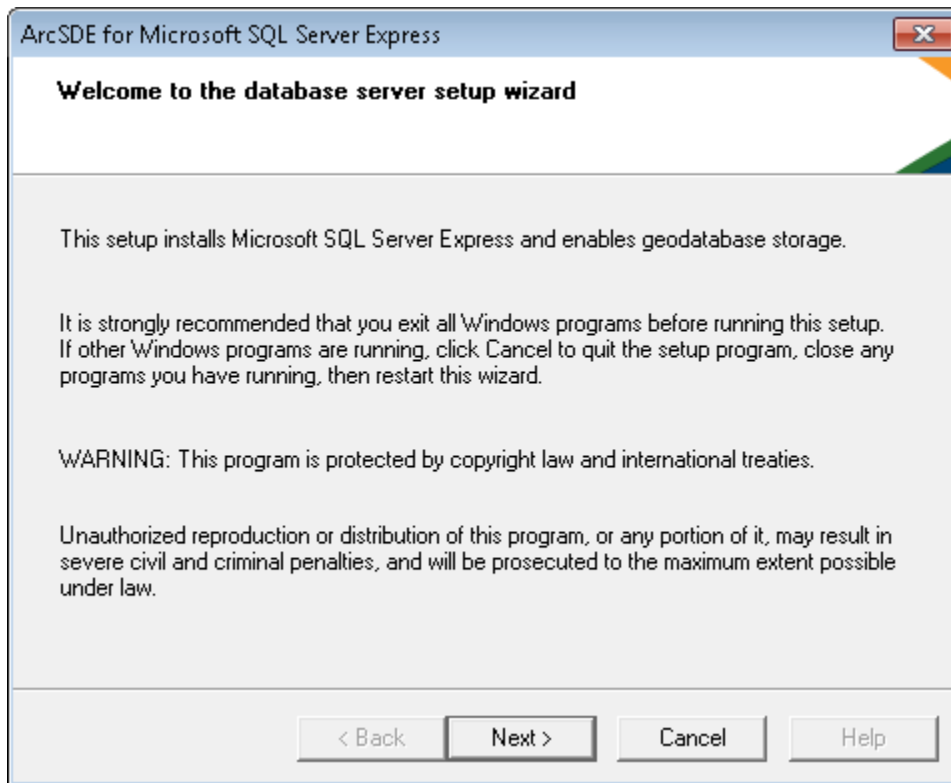 ArcSDE for Microsoft SQL Server Express
Welcome to the database server setup wizard
This setup installs Microsoft SQL Server Express and enables geodatabase storage.
It is strongly recommended that you exit all Windows programs before running this setup.
If other Windows programs are running, click Cancel to quit the setup program, close any
programs you have running, then restart this wizard.
WARNING: This program is protected by copyright law and international treaties.
Unauthorized reproduction or distribution of this program, or any portion of it, may result in
severe civil and criminal penalties, and will be prosecuted to the maximum extent possible
under law.
< Back Next > Cancel Help